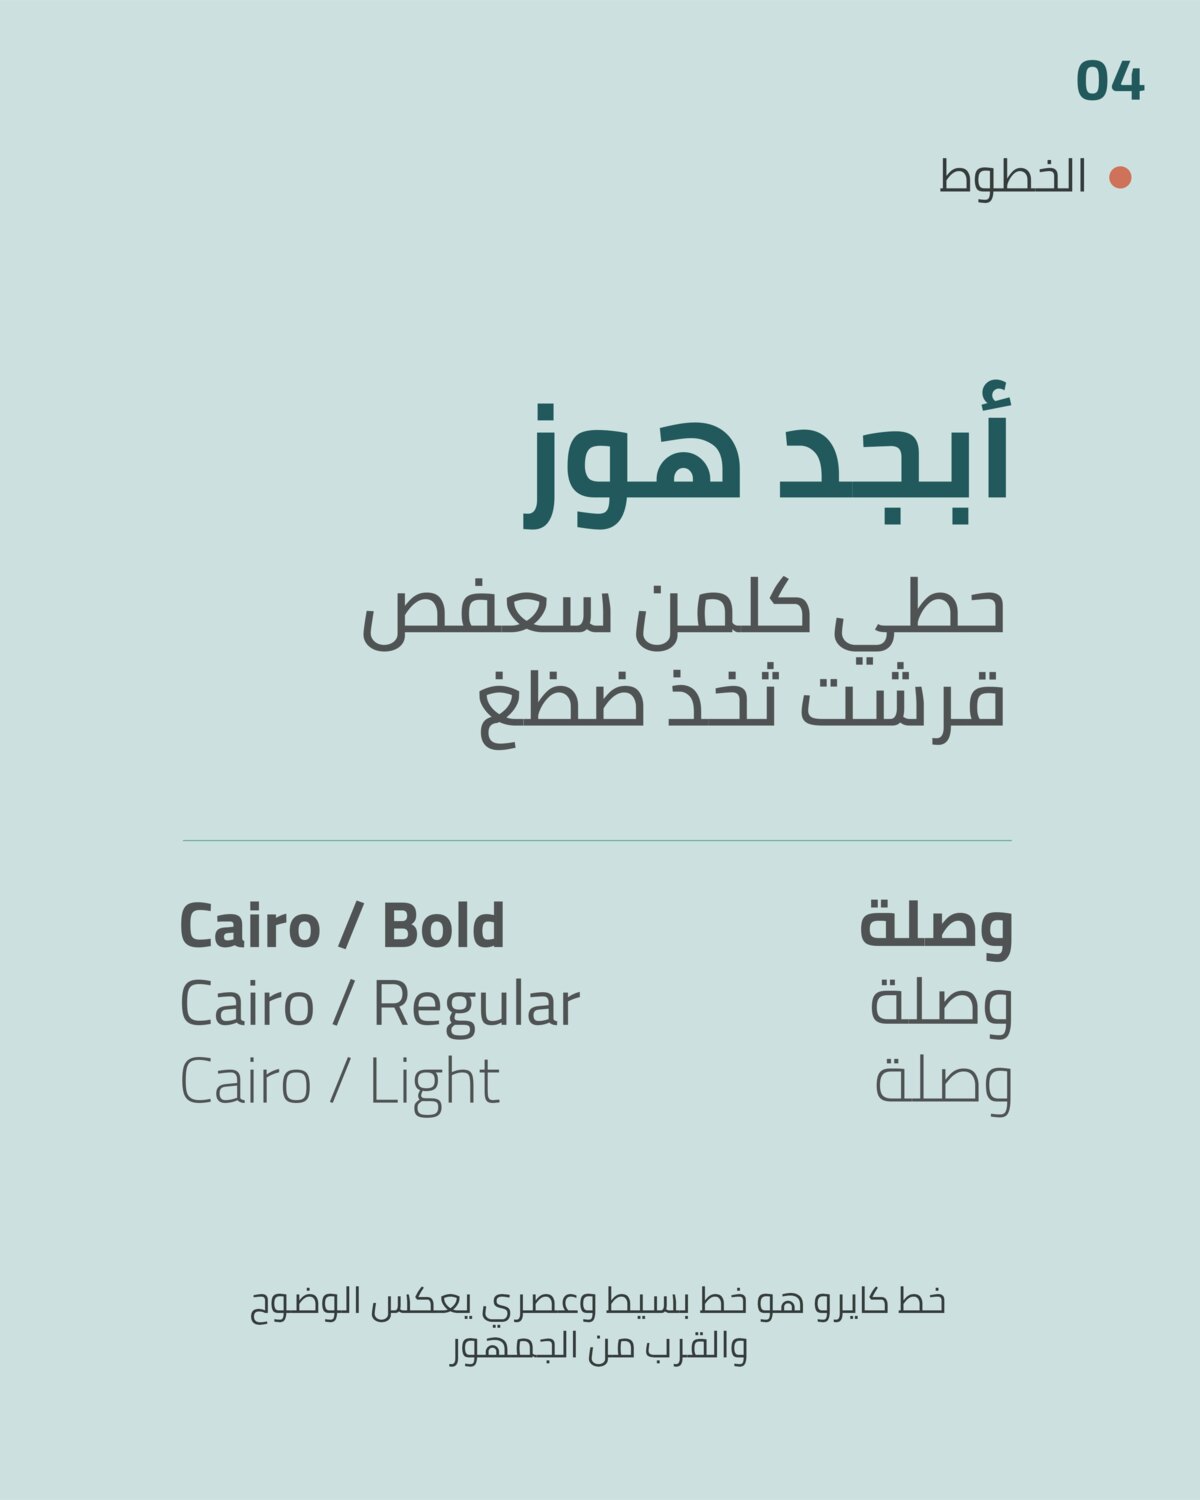 04
الخطوط
أبجد هوز
حطي كلمن سعفص
قرشت ثخذ ضظغ
وصلة Cairo / Bold
وصلة Cairo / Regular
وصلة Cairo / Light
خط كايرو هو خط بسيط وعصري يعكس الوضوح
والقرب من الجمهور